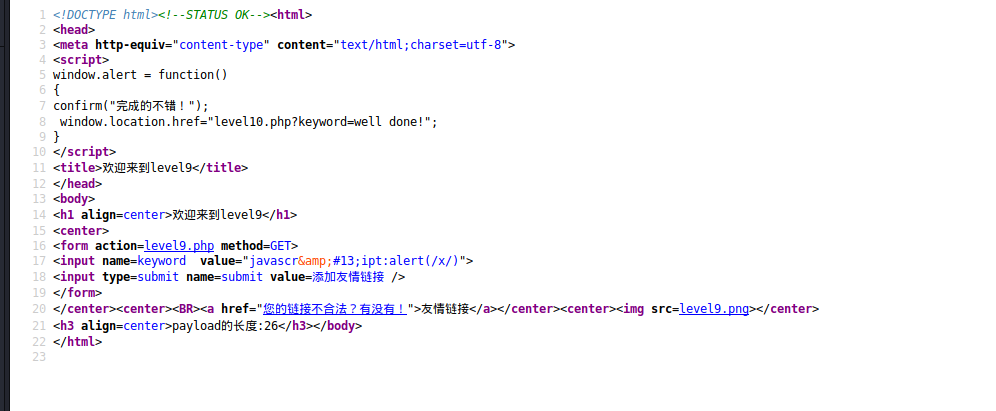 1 <!DOCTYPE html><!--STATUS OK--><html>
2 <head>
3 <meta http-equiv="content-type" content="text/html;charset=utf-8">
4 <script>
5 window.alert = function()
6 {
7 confirm("完成的不错！");
8  window.location.href="level10.php?keyword=well done!";
9 }
10 </script>
11 <title>欢迎来到level9</title>
12 </head>
13 <body>
14 <h1 align=center>欢迎来到level9</h1>
15 <center>
16 <form action=level9.php method=GET>
17 <input name=keyword  value="javascr&amp;#13;ipt:alert(/x/)">
18 <input type=submit name=submit value=添加友情链接 />
19 </form>
20 </center><center><BR><a href="您的链接不合法？有没有！">友情链接</a></center><center><img src=level9.png></center>
21 <h3 align=center>payload的长度:26</h3></body>
22 </html>
23